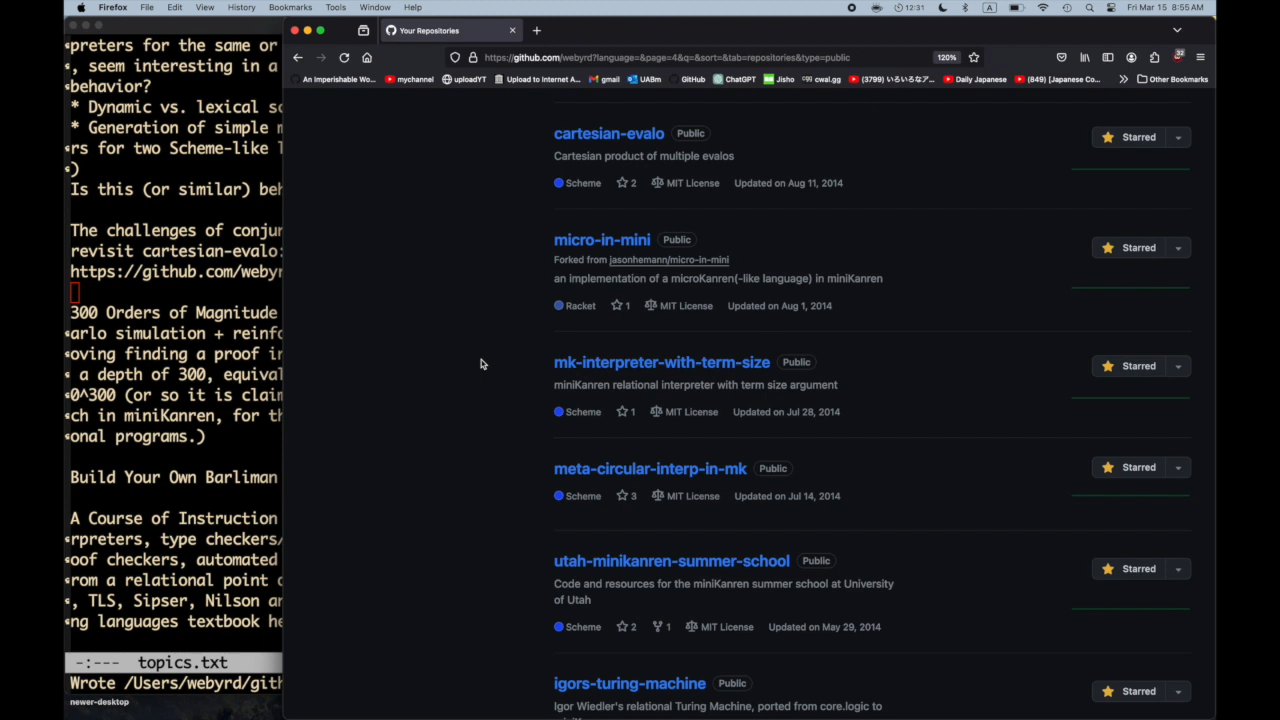 Firefox File Edit View History Bookmarks Tools Window Help
12:31 A Fri Mar 15 8:55 AM
Your Repositories
https://github.com/webyrd?language=&page=4&q=&sort=&tab=repositories&type=public
120%
32
An Imperishable Wo... mychannel uploadYT Upload to Internet A... gmail UABm GitHub ChatGPT Jisho cwal.gg (3799) いろいろなア... Daily Japanese (849) [Japanese Co... Other Bookmarks
preters for the same or
, seem interesting in a
behavior?
* Dynamic vs. lexical sc
* Generation of simple m
rs for two Scheme-like l
)
Is this (or similar) beh
The challenges of conjun
revisit cartesian-evalo:
https://github.com/webyr
300 Orders of Magnitude
arlo simulation + reinfo
oving finding a proof in
a depth of 300, equival
0^300 (or so it is claim
ch in miniKanren, for th
onal programs.)
Build Your Own Barliman
A Course of Instruction
rpreters, type checkers/
oof checkers, automated
rom a relational point o
, TLS, Sipser, Nilson an
ng languages textbook he
-:--- topics.txt
Wrote /Users/webyrd/gith
newer-desktop
cartesian-evalo Public
Starred
Cartesian product of multiple evalos
Scheme 2 MIT License Updated on Aug 11, 2014
micro-in-mini Public
Starred
Forked from jasonhemann/micro-in-mini
an implementation of a microKanren(-like language) in miniKanren
Racket 1 MIT License Updated on Aug 1, 2014
mk-interpreter-with-term-size Public
Starred
miniKanren relational interpreter with term size argument
Scheme 1 MIT License Updated on Jul 28, 2014
meta-circular-interp-in-mk Public
Starred
Scheme 3 MIT License Updated on Jul 14, 2014
utah-minikanren-summer-school Public
Starred
Code and resources for the miniKanren summer school at University
of Utah
Scheme 2 1 MIT License Updated on May 29, 2014
igors-turing-machine Public
Starred
Igor Wiedler's relational Turing Machine, ported from core.logic to